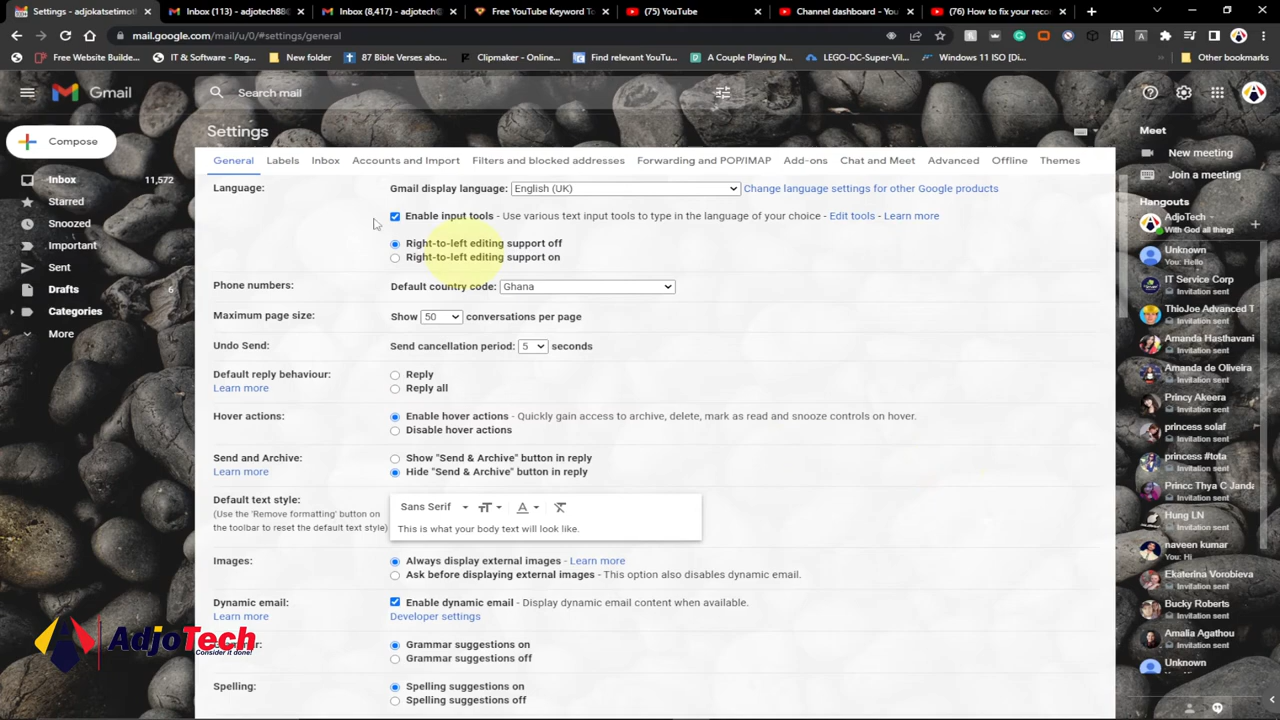 Settings - adjokatseimot
Inbox (113) - adjotech88
Inbox (8,417) - adjotech@
Free YouTube Keyword To
(75) YouTube
Channel dashboard - You
(76) How to fix your reco
mail.google.com/mail/u/0/#settings/general
Free Website Builde...
IT & Software - Pag...
New folder
87 Bible Verses abo...
Clipmaker - Online...
Find relevant YouTu...
A Couple Playing N...
LEGO-DC-Super-Vil...
Windows 11 ISO [Di...
Other bookmarks
Gmail
Search mail
Compose
Inbox 11,572
Starred
Snoozed
Important
Sent
Drafts 6
Categories
More
Settings
General Labels Inbox Accounts and Import Filters and blocked addresses Forwarding and POP/IMAP Add-ons Chat and Meet Advanced Offline Themes
Language:
Gmail display language: English (UK) Change language settings for other Google products
Enable input tools - Use various text input tools to type in the language of your choice - Edit tools - Learn more
Right-to-left editing support off
Right-to-left editing support on
Phone numbers:
Default country code: Ghana
Maximum page size:
Show 50 conversations per page
Undo Send:
Send cancellation period: 5 seconds
Default reply behaviour:
Learn more
Reply
Reply all
Hover actions:
Enable hover actions - Quickly gain access to archive, delete, mark as read and snooze controls on hover.
Disable hover actions
Send and Archive:
Learn more
Show "Send & Archive" button in reply
Hide "Send & Archive" button in reply
Default text style:
(Use the 'Remove formatting' button on
the toolbar to reset the default text style)
Sans Serif
This is what your body text will look like.
Images:
Always display external images - Learn more
Ask before displaying external images - This option also disables dynamic email.
Dynamic email:
Learn more
Enable dynamic email - Display dynamic email content when available.
Developer settings
Grammar suggestions on
Grammar suggestions off
Spelling:
Spelling suggestions on
Spelling suggestions off
AdjoTech
Consider it done!
Meet
New meeting
Join a meeting
Hangouts
AdjoTech
With God all things
Unknown
You: Hello
IT Service Corp
Invitation sent
ThioJoe Advanced T
Invitation sent
Amanda Hasthavani
Invitation sent
Amanda de Oliveira
Invitation sent
Princy Akeera
Invitation sent
princess solaf
Invitation sent
princess #tota
Invitation sent
Princc Thya C Janda
Invitation sent
Hung LN
Invitation sent
naveen kumar
You: Hi
Ekaterina Vorobieva
Invitation sent
Bucky Roberts
Invitation sent
Amalia Agathou
Invitation sent
Unknown